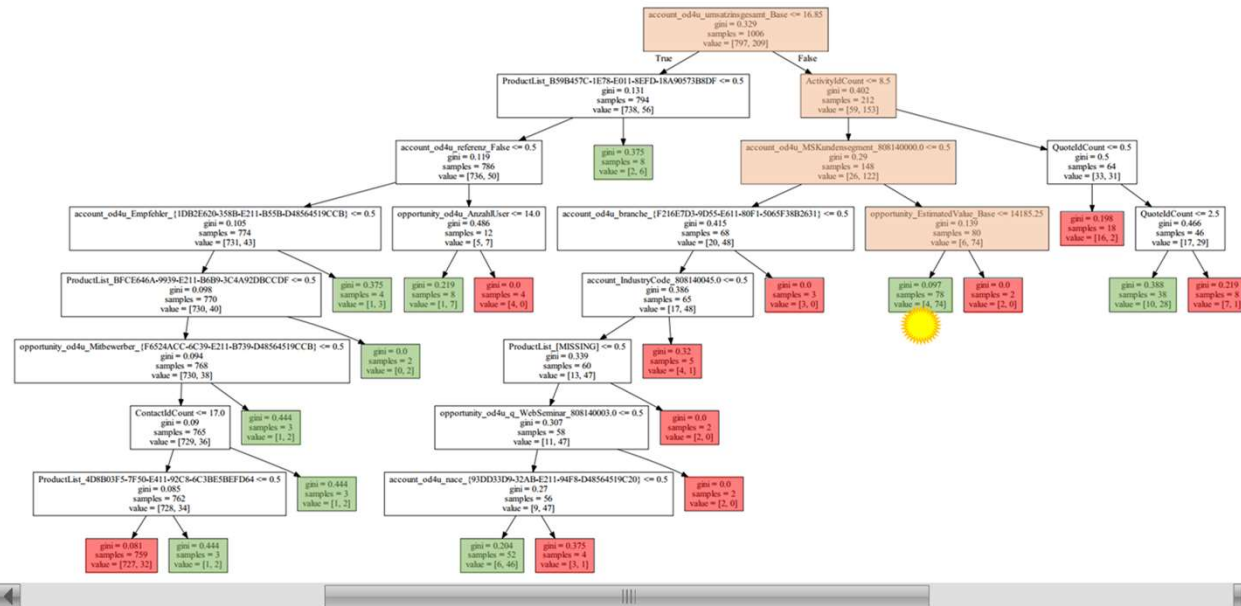 account_od4u_umsatzinsgesamt_Base <= 16.85
gini = 0.329
samples = 1006
value = [797, 209]
True
False
ProductList_B59B457C-1E78-E011-8EFD-18A90573B8DF <= 0.5
gini = 0.131
samples = 794
value = [738, 56]
ActivityIdCount <= 8.5
gini = 0.402
samples = 212
value = [59, 153]
account_od4u_referenz_False <= 0.5
gini = 0.119
samples = 786
value = [736, 50]
gini = 0.375
samples = 8
value = [2, 6]
account_od4u_MSKundensegment_808140000.0 <= 0.5
gini = 0.29
samples = 148
value = [26, 122]
QuoteIdCount <= 0.5
gini = 0.5
samples = 64
value = [33, 31]
account_od4u_Empfehler_{1DB2E620-358B-E211-B55B-D48564519CCB} <= 0.5
gini = 0.105
samples = 774
value = [731, 43]
opportunity_od4u_AnzahlUser <= 14.0
gini = 0.486
samples = 12
value = [5, 7]
account_od4u_branche_{F216E7D3-9D55-E611-80F1-5065F38B2631} <= 0.5
gini = 0.415
samples = 68
value = [20, 48]
opportunity_EstimatedValue_Base <= 14185.25
gini = 0.139
samples = 80
value = [6, 74]
gini = 0.198
samples = 18
value = [16, 2]
QuoteIdCount <= 2.5
gini = 0.466
samples = 46
value = [17, 29]
ProductList_BFCE646A-9939-E211-B6B9-3C4A92DBCCDF <= 0.5
gini = 0.098
samples = 770
value = [730, 40]
gini = 0.375
samples = 4
value = [1, 3]
gini = 0.219
samples = 8
value = [1, 7]
gini = 0.0
samples = 4
value = [4, 0]
account_IndustryCode_808140045.0 <= 0.5
gini = 0.386
samples = 65
value = [17, 48]
gini = 0.0
samples = 3
value = [3, 0]
gini = 0.097
samples = 78
value = [4, 74]
gini = 0.0
samples = 2
value = [2, 0]
gini = 0.388
samples = 38
value = [10, 28]
gini = 0.219
samples = 8
value = [7, 1]
opportunity_od4u_Mitbewerber_{F6524ACC-6C39-E211-B739-D48564519CCB} <= 0.5
gini = 0.094
samples = 768
value = [730, 38]
gini = 0.0
samples = 2
value = [0, 2]
ProductList_[MISSING] <= 0.5
gini = 0.339
samples = 60
value = [13, 47]
gini = 0.32
samples = 5
value = [4, 1]
ContactIdCount <= 17.0
gini = 0.09
samples = 765
value = [729, 36]
gini = 0.444
samples = 3
value = [1, 2]
opportunity_od4u_q_WebSeminar_808140003.0 <= 0.5
gini = 0.307
samples = 58
value = [11, 47]
gini = 0.0
samples = 2
value = [2, 0]
ProductList_4D8B03F5-7F50-E411-92C8-6C3BE5BEFD64 <= 0.5
gini = 0.085
samples = 762
value = [728, 34]
gini = 0.444
samples = 3
value = [1, 2]
account_od4u_nace_{93DD33D9-32AB-E211-94F8-D48564519C20} <= 0.5
gini = 0.27
samples = 56
value = [9, 47]
gini = 0.0
samples = 2
value = [2, 0]
gini = 0.081
samples = 759
value = [727, 32]
gini = 0.444
samples = 3
value = [1, 2]
gini = 0.204
samples = 52
value = [6, 46]
gini = 0.375
samples = 4
value = [3, 1]